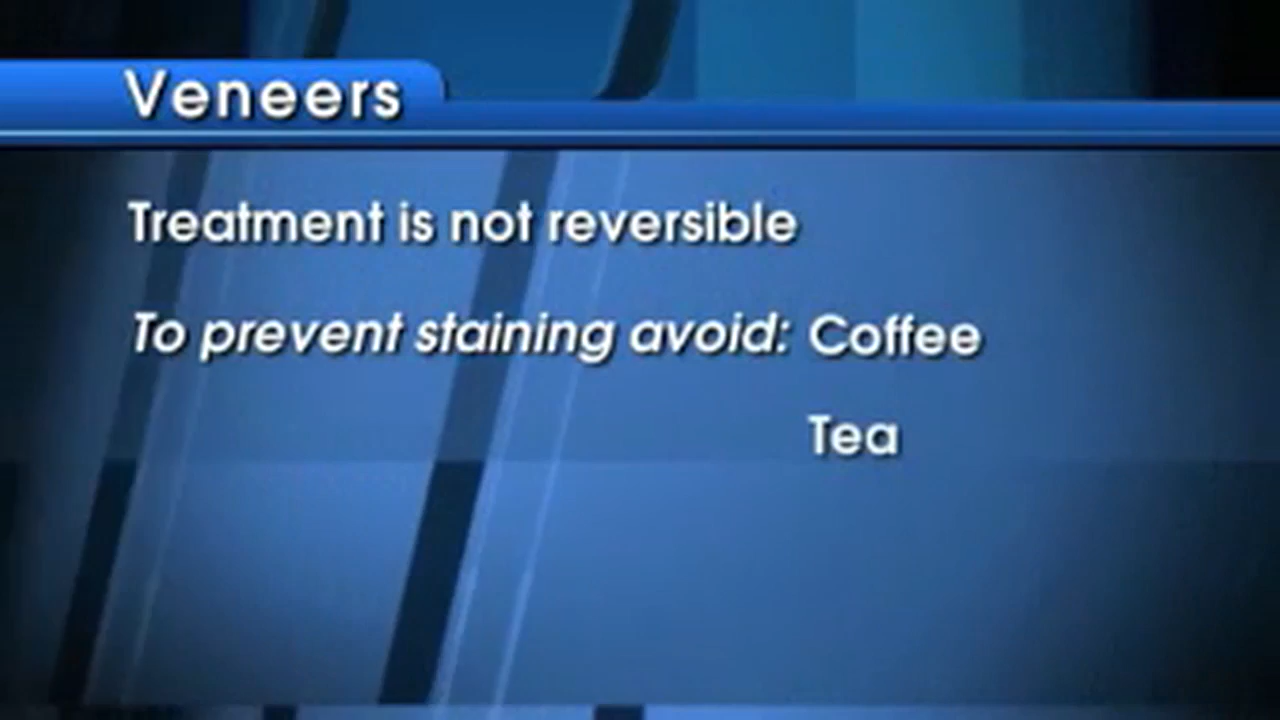 Veneers
Treatment is not reversible
To prevent staining avoid: Coffee
Tea